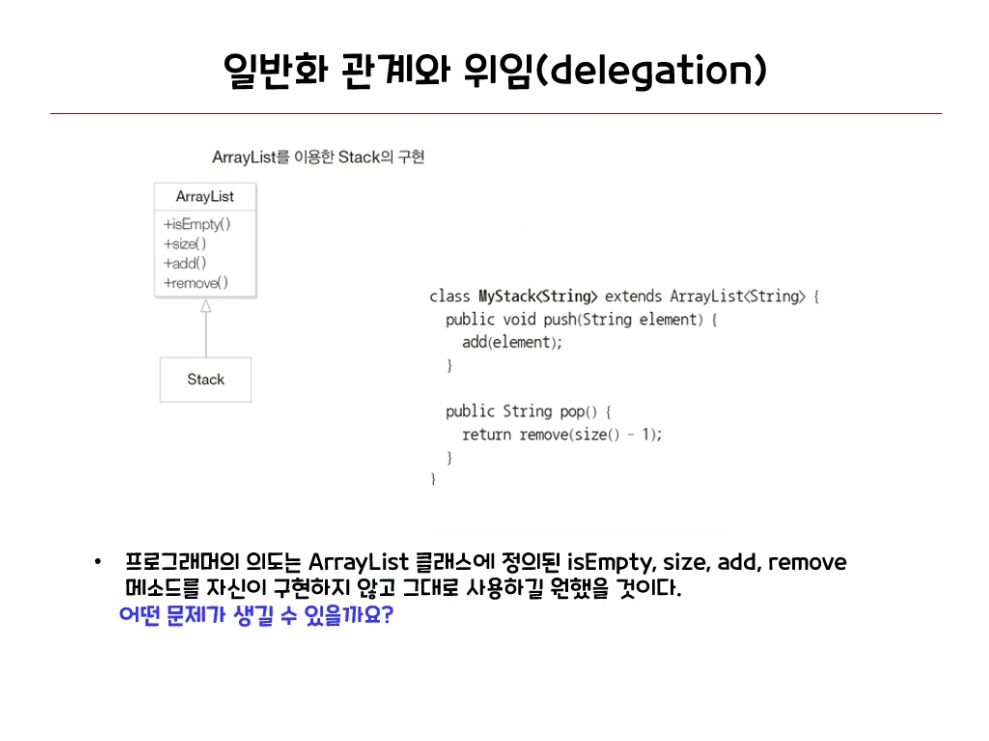 일반화 관계와 위임(delegation)
ArrayList를 이용한 Stack의 구현
ArrayList
+isEmpty()
+size()
+add()
+remove()
Stack
class MyStack<String> extends ArrayList<String> {
public void push(String element) {
add(element);
}
public String pop() {
return remove(size() - 1);
}
}
• 프로그래머의 의도는 ArrayList 클래스에 정의된 isEmpty, size, add, remove
메소드를 자신이 구현하지 않고 그대로 사용하길 원했을 것이다.
어떤 문제가 생길 수 있을까요?